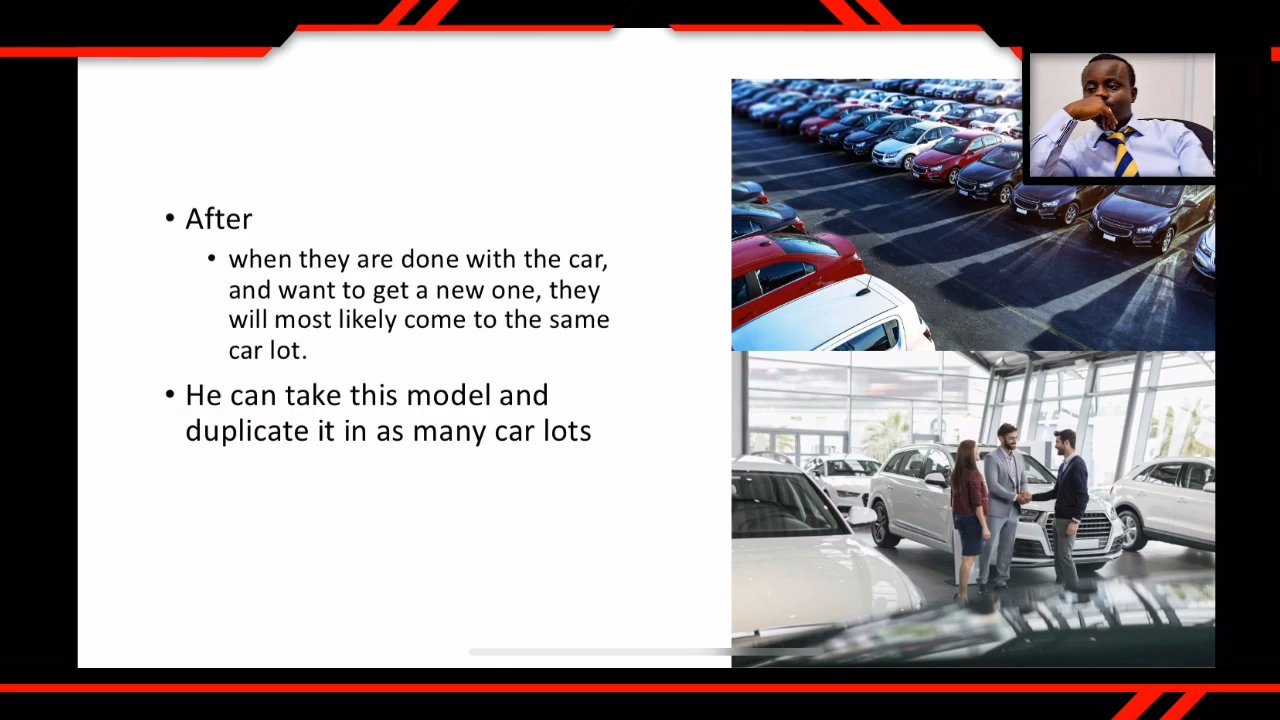 • After
• when they are done with the car,
and want to get a new one, they
will most likely come to the same
car lot.
• He can take this model and
duplicate it in as many car lots